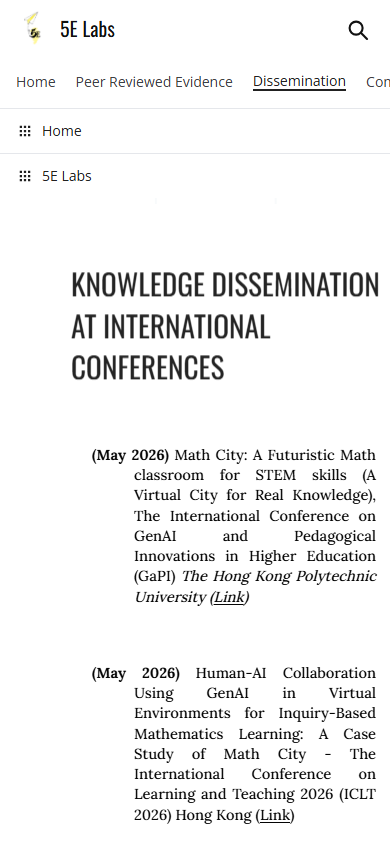 5E Labs
Home Peer Reviewed Evidence Dissemination
Home
5E Labs
KNOWLEDGE DISSEMINATION
AT INTERNATIONAL
CONFERENCES
(May 2026) Math City: A Futuristic Math
classroom for STEM skills (A
Virtual City for Real Knowledge),
The International Conference on
GenAI and Pedagogical
Innovations in Higher Education
(GaPI) The Hong Kong Polytechnic
University (Link)
(May 2026) Human-AI Collaboration
Using GenAI in Virtual
Environments for Inquiry-Based
Mathematics Learning: A Case
Study of Math City - The
International Conference on
Learning and Teaching 2026 (ICLT
2026) Hong Kong (Link)